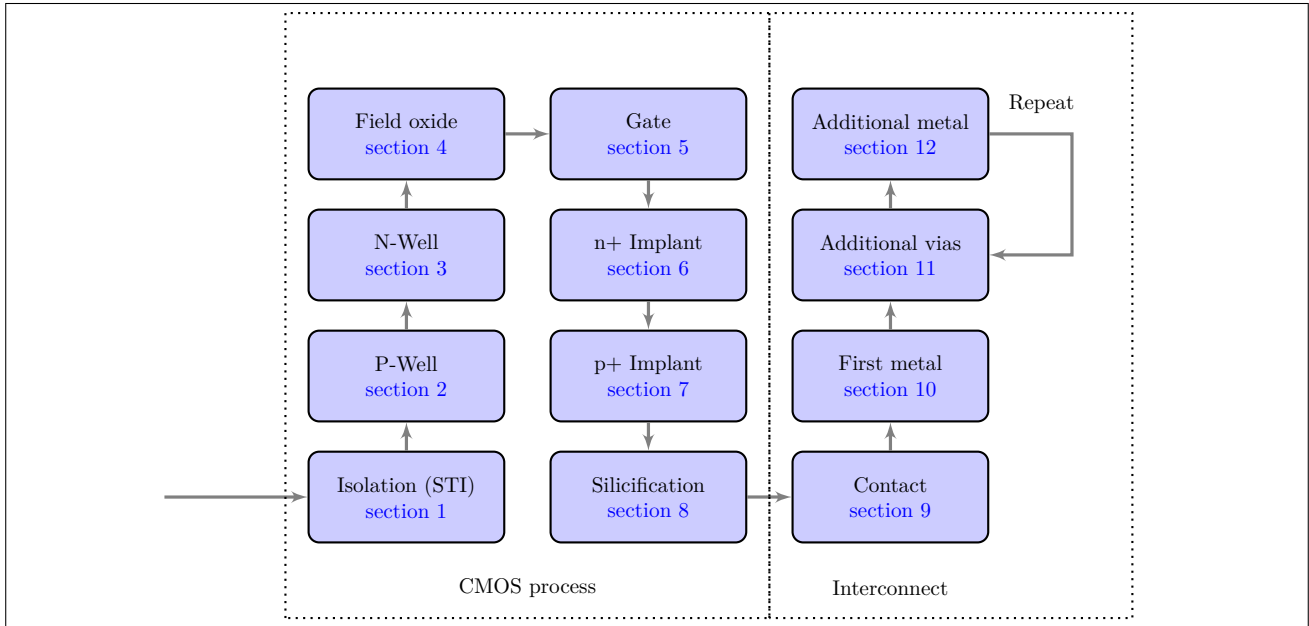 Field oxide
section 4
Gate
section 5
Additional metal
section 12
Repeat
N-Well
section 3
n+ Implant
section 6
Additional vias
section 11
P-Well
section 2
p+ Implant
section 7
First metal
section 10
Isolation (STI)
section 1
Silicification
section 8
Contact
section 9
CMOS process
Interconnect